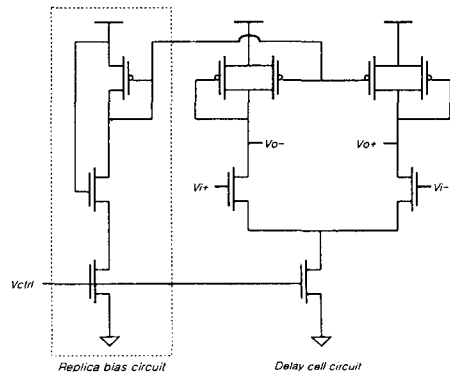 Vo−
Vo+
Vi+
Vi−
Vctrl
Replica bias circuit
Delay cell circuit